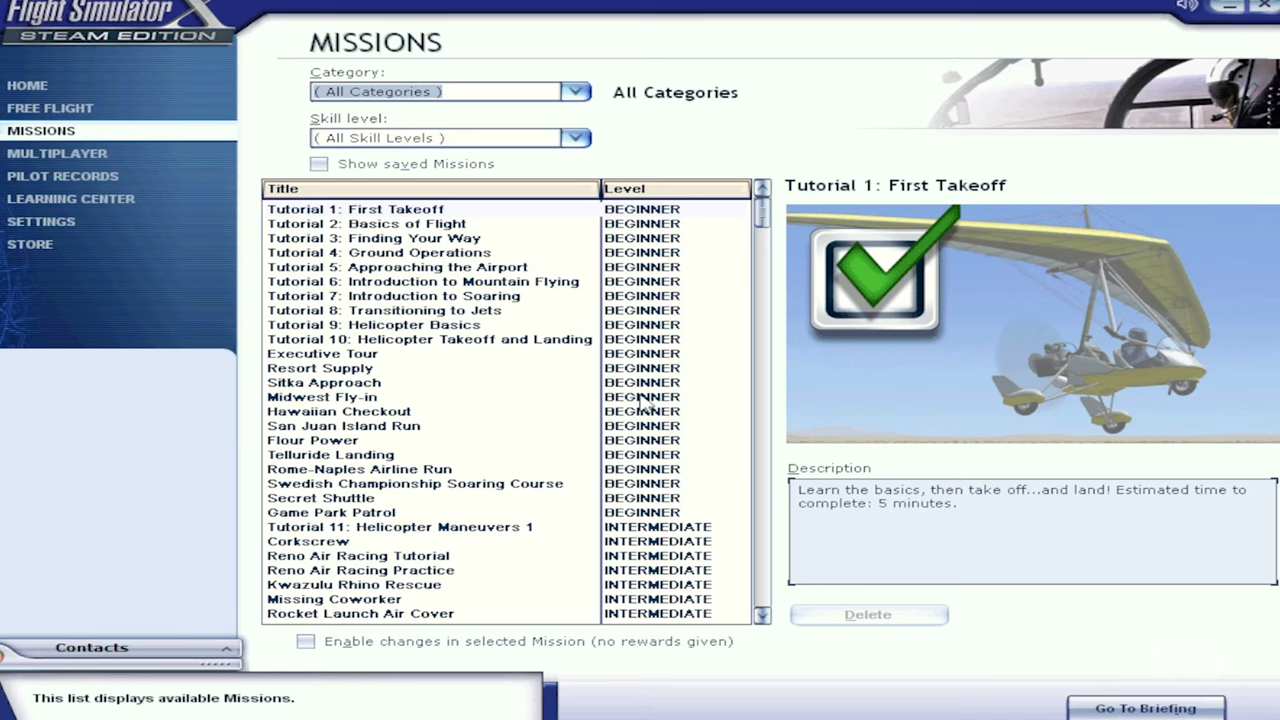 Flight Simulator X
STEAM EDITION
HOME
FREE FLIGHT
MISSIONS
MULTIPLAYER
PILOT RECORDS
LEARNING CENTER
SETTINGS
STORE
MISSIONS
Category:
( All Categories )
All Categories
Skill level:
( All Skill Levels )
Show saved Missions
Title Level
Tutorial 1: First Takeoff BEGINNER
Tutorial 2: Basics of Flight BEGINNER
Tutorial 3: Finding Your Way BEGINNER
Tutorial 4: Ground Operations BEGINNER
Tutorial 5: Approaching the Airport BEGINNER
Tutorial 6: Introduction to Mountain Flying BEGINNER
Tutorial 7: Introduction to Soaring BEGINNER
Tutorial 8: Transitioning to Jets BEGINNER
Tutorial 9: Helicopter Basics BEGINNER
Tutorial 10: Helicopter Takeoff and Landing BEGINNER
Executive Tour BEGINNER
Resort Supply BEGINNER
Sitka Approach BEGINNER
Midwest Fly-in BEGINNER
Hawaiian Checkout BEGINNER
San Juan Island Run BEGINNER
Flour Power BEGINNER
Telluride Landing BEGINNER
Rome-Naples Airline Run BEGINNER
Swedish Championship Soaring Course BEGINNER
Secret Shuttle BEGINNER
Game Park Patrol BEGINNER
Tutorial 11: Helicopter Maneuvers 1 INTERMEDIATE
Corkscrew INTERMEDIATE
Reno Air Racing Tutorial INTERMEDIATE
Reno Air Racing Practice INTERMEDIATE
Kwazulu Rhino Rescue INTERMEDIATE
Missing Coworker INTERMEDIATE
Rocket Launch Air Cover INTERMEDIATE
Enable changes in selected Mission (no rewards given)
Tutorial 1: First Takeoff
Description
Learn the basics, then take off...and land! Estimated time to
complete: 5 minutes.
Delete
Contacts
This list displays available Missions.
Go To Briefing